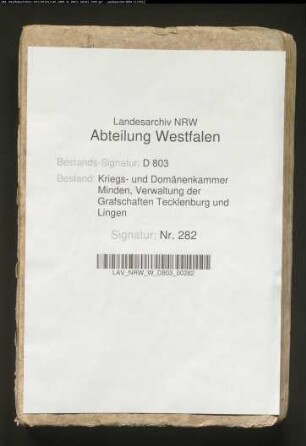 Landesarchiv NRW
Abteilung Westfalen
Bestands-Signatur: D 803
Bestand: Kriegs- und Domänenkammer
Minden, Verwaltung der
Grafschaften Tecklenburg und
Lingen
Signatur: Nr. 282
LAV_NRW_W_D803_00282